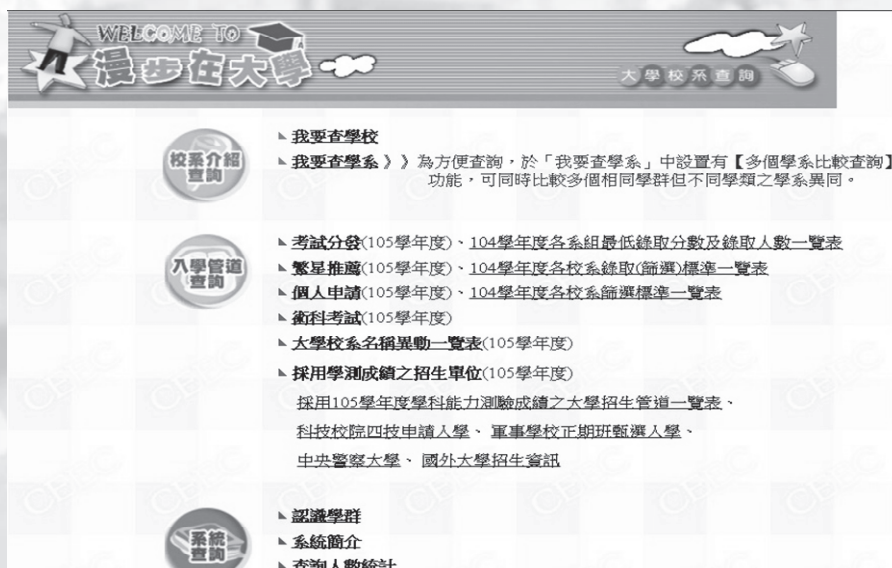 WELCOME TO
漫步在大學
大學校系查詢
校系介紹
查詢
▶ 我要查學校
▶ 我要查學系 》》為方便查詢，於「我要查學系」中設置有【多個學系比較查詢】
功能，可同時比較多個相同學群但不同學類之學系異同。
入學管道
查詢
▶ 考試分發(105學年度)、104學年度各系組最低錄取分數及錄取人數一覽表
▶ 繁星推薦(105學年度)、104學年度各校系錄取(篩選)標準一覽表
▶ 個人申請(105學年度)、104學年度各校系篩選標準一覽表
▶ 術科考試(105學年度)
▶ 大學校系名稱異動一覽表(105學年度)
▶ 採用學測成績之招生單位(105學年度)
採用105學年度學科能力測驗成績之大學招生管道一覽表、
科技校院四技申請入學、 軍事學校正期班甄選入學、
中央警察大學、 國外大學招生資訊
系統
查詢
▶ 認識學群
▶ 系統簡介
▶ 查詢人數統計